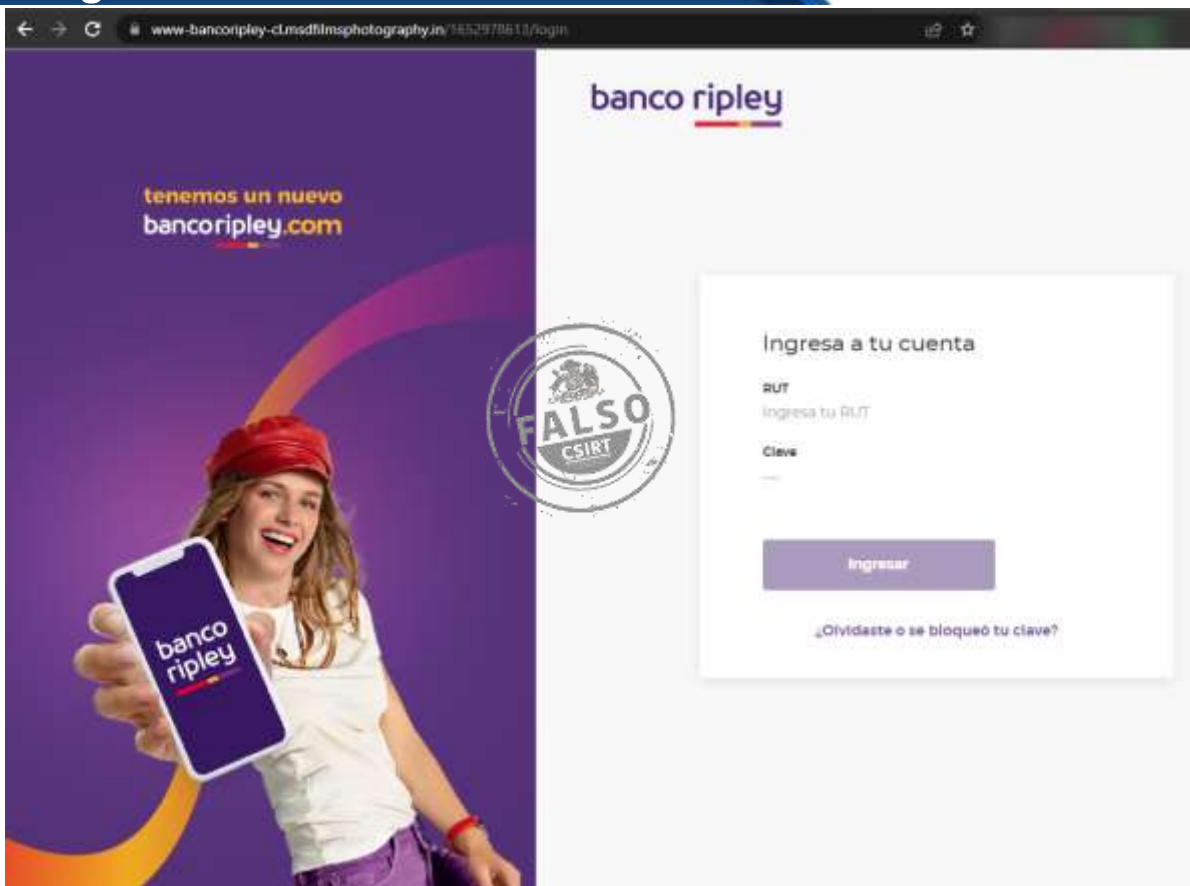 www-bancoripley-cl.msdfilmsphotography.in/1652978613/login
banco ripley
tenemos un nuevo
bancoripley.com
FALSO
CSIRT
Ingresa a tu cuenta
RUT
Ingresa tu RUT
Clave
Ingresar
¿Olvidaste o se bloqueó tu clave?
banco
ripley